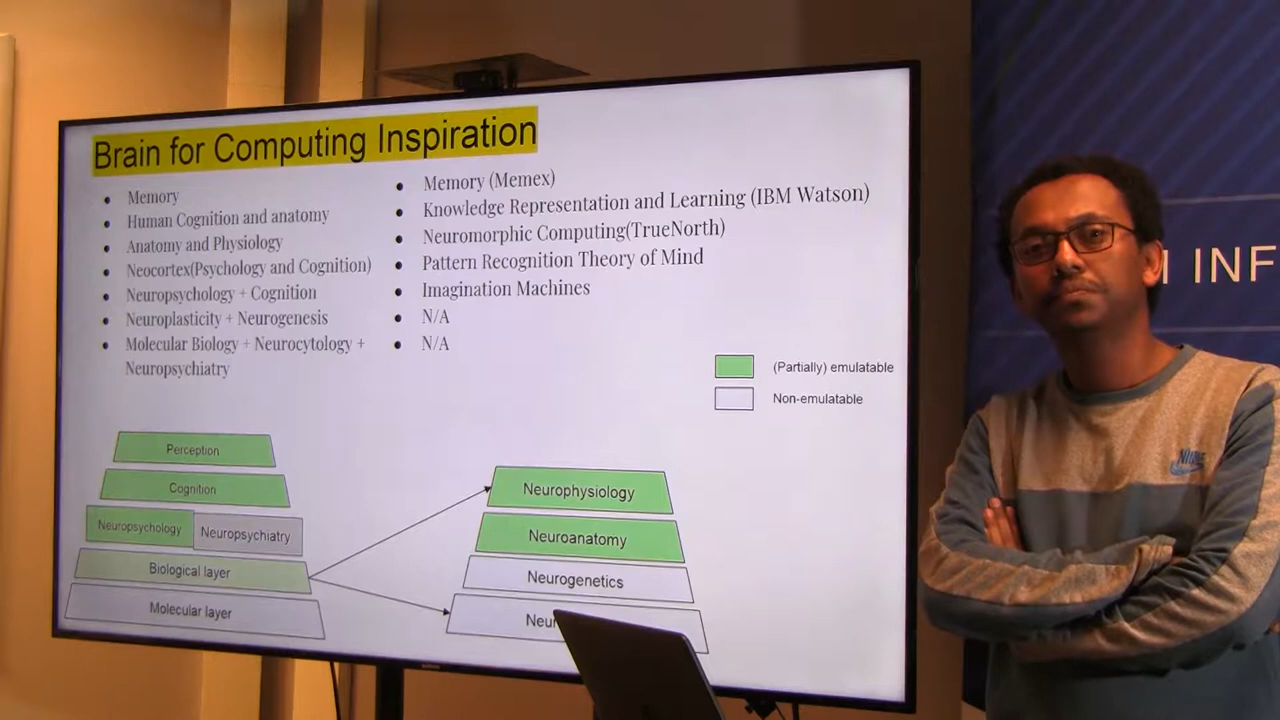 Brain for Computing Inspiration
• Memory
• Human Cognition and anatomy
• Anatomy and Physiology
• Neocortex(Psychology and Cognition)
• Neuropsychology + Cognition
• Neuroplasticity + Neurogenesis
• Molecular Biology + Neurocytology +
Neuropsychiatry
• Memory (Memex)
• Knowledge Representation and Learning (IBM Watson)
• Neuromorphic Computing(TrueNorth)
• Pattern Recognition Theory of Mind
• Imagination Machines
• N/A
• N/A
(Partially) emulatable
Non-emulatable
Perception
Cognition
Neuropsychology Neuropsychiatry
Biological layer
Molecular layer
Neurophysiology
Neuroanatomy
Neurogenetics
INF
NIKE